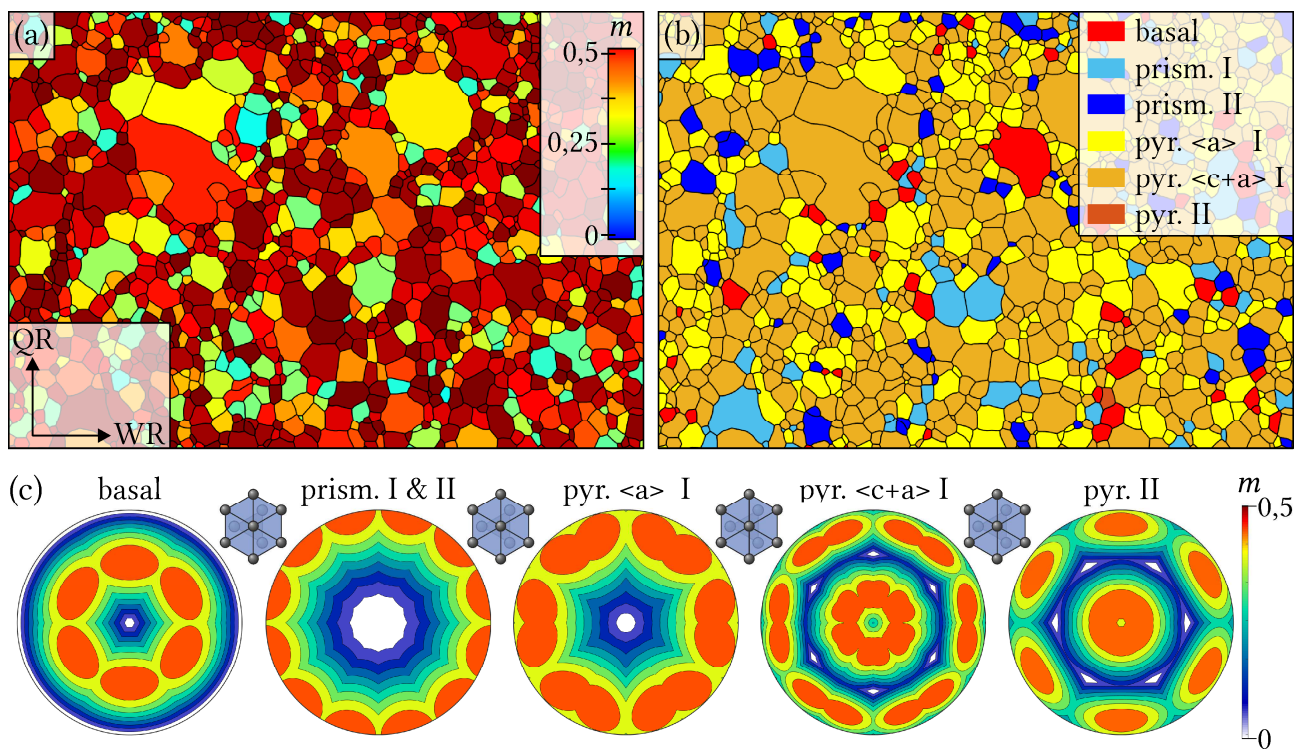 (a)
m
0,5
0,25
0
QR
WR
(b)
basal
prism. I
prism. II
pyr. <a> I
pyr. <c+a> I
pyr. II
(c)
basal
prism. I & II
pyr. <a> I
pyr. <c+a> I
pyr. II
m
0,5
0